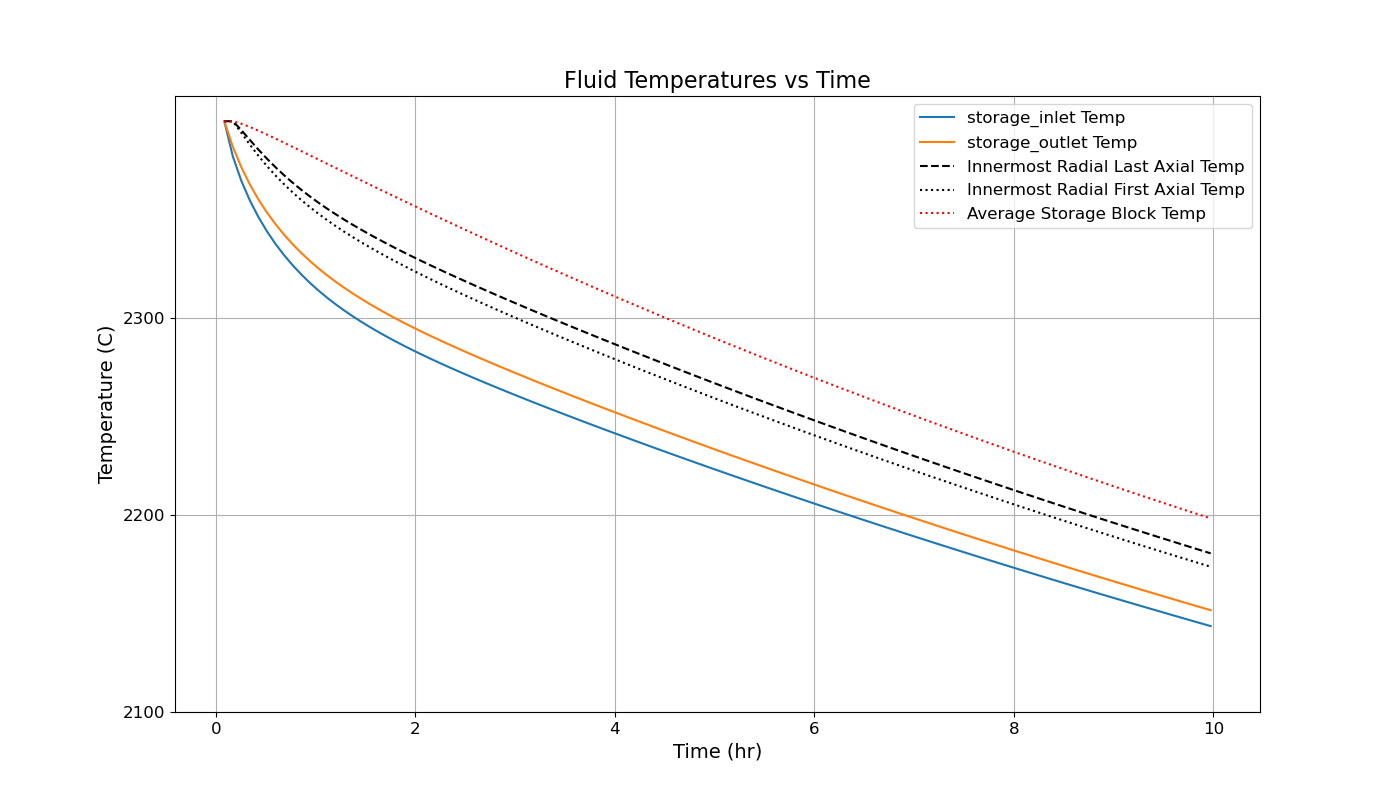 Fluid Temperatures vs Time
storage_inlet Temp
storage_outlet Temp
Innermost Radial Last Axial Temp
Innermost Radial First Axial Temp
Average Storage Block Temp
Temperature (C)
2300
2200
2100
0 2 4 6 8 10
Time (hr)